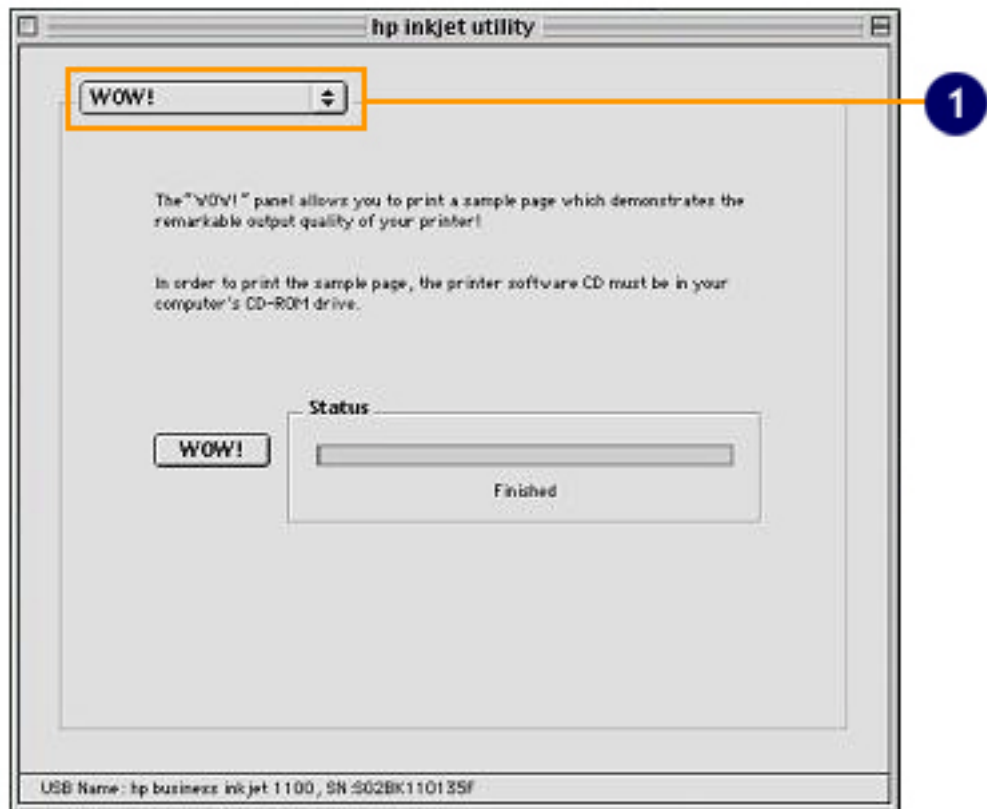 hp inkjet utility
WOW!
1
The "WOW!" panel allows you to print a sample page which demonstrates the
remarkable output quality of your printer!
In order to print the sample page, the printer software CD must be in your
computer's CD-ROM drive.
Status
WOW!
Finished
USB Name: hp business inkjet 1100, SN:SG2BK110135F